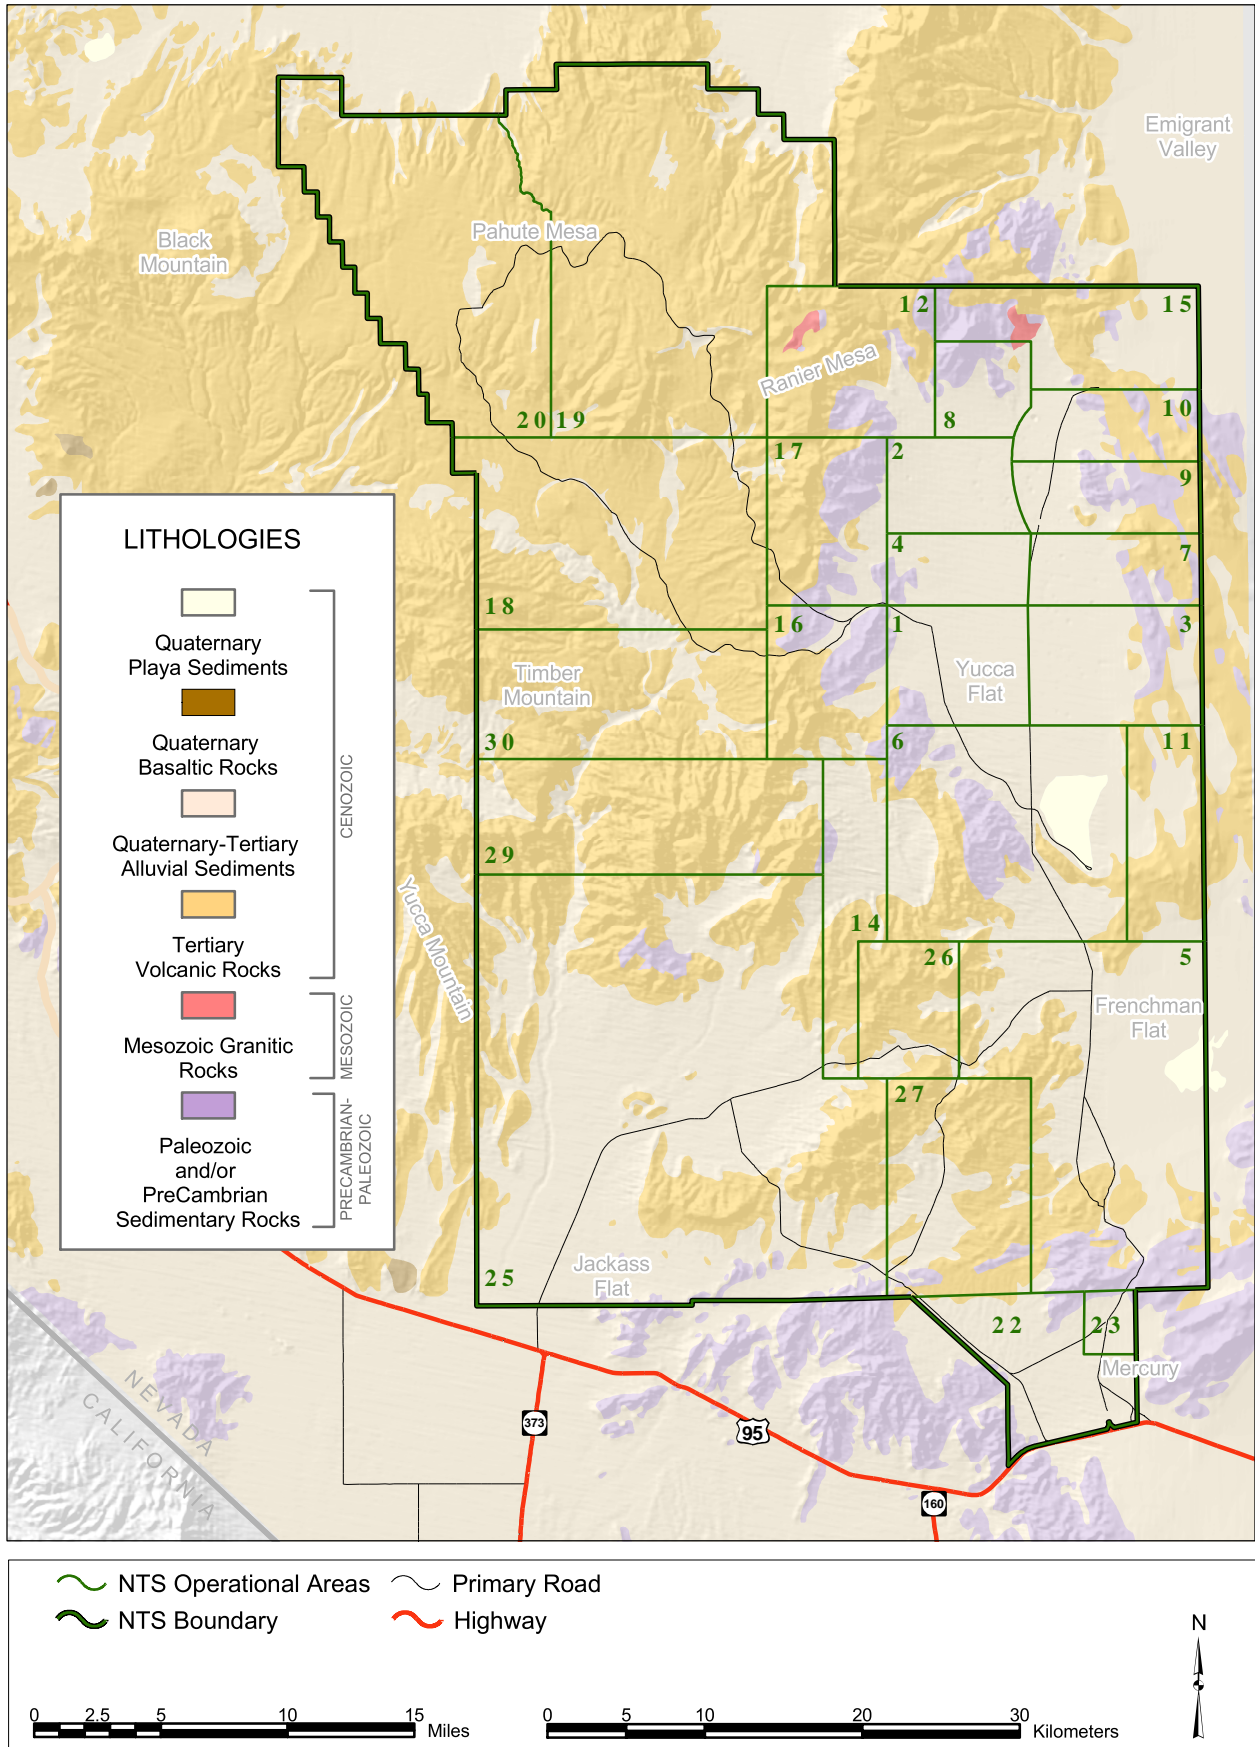 Emigrant
Valley
Black
Mountain
Pahute Mesa
12
15
Ranier Mesa
20
19
8
10
17
2
9
4
7
18
16
1
3
Timber
Mountain
Yucca
Flat
30
6
11
29
Yucca Mountain
14
26
5
Frenchman
Flat
27
25
Jackass
Flat
22
23
Mercury
NEVADA
CALIFORNIA
373
95
160
LITHOLOGIES
Quaternary
Playa Sediments
Quaternary
Basaltic Rocks
Quaternary-Tertiary
Alluvial Sediments
Tertiary
Volcanic Rocks
CENOZOIC
Mesozoic Granitic
Rocks
MESOZOIC
Paleozoic
and/or
PreCambrian
Sedimentary Rocks
PRECAMBRIAN-
PALEOZOIC
NTS Operational Areas
Primary Road
NTS Boundary
Highway
N
0 2.5 5 10 15
Miles
0 5 10 20 30
Kilometers